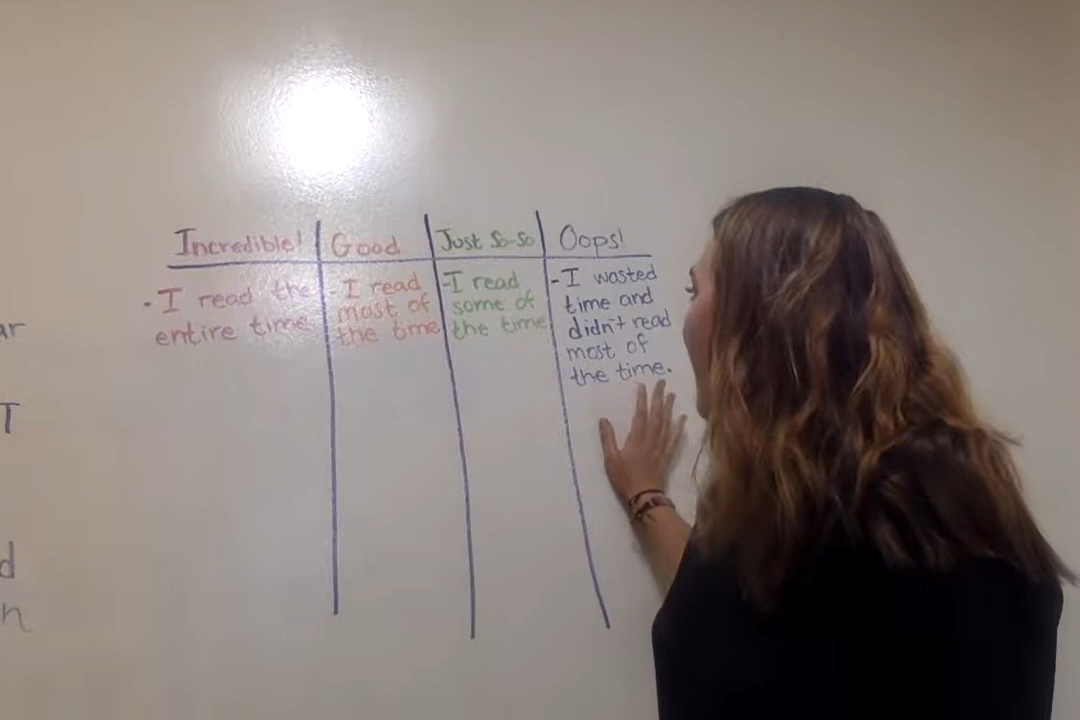 Incredible! Good Just So-So Oops!
- I read the
entire time
- I read
most of
the time
- I read
some of
the time
- I wasted
time and
didn't read
most of
the time.
ar
T
d
n